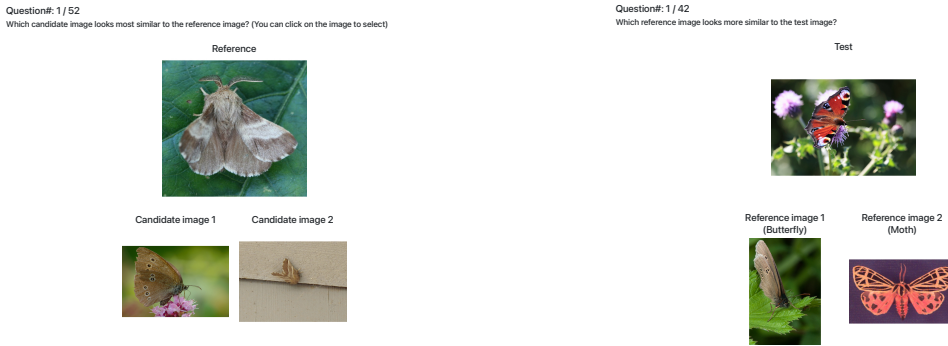 Question#: 1 / 52
Which candidate image looks most similar to the reference image? (You can click on the image to select)
Reference
Candidate image 1
Candidate image 2
Question#: 1 / 42
Which reference image looks more similar to the test image?
Test
Reference image 1
(Butterfly)
Reference image 2
(Moth)